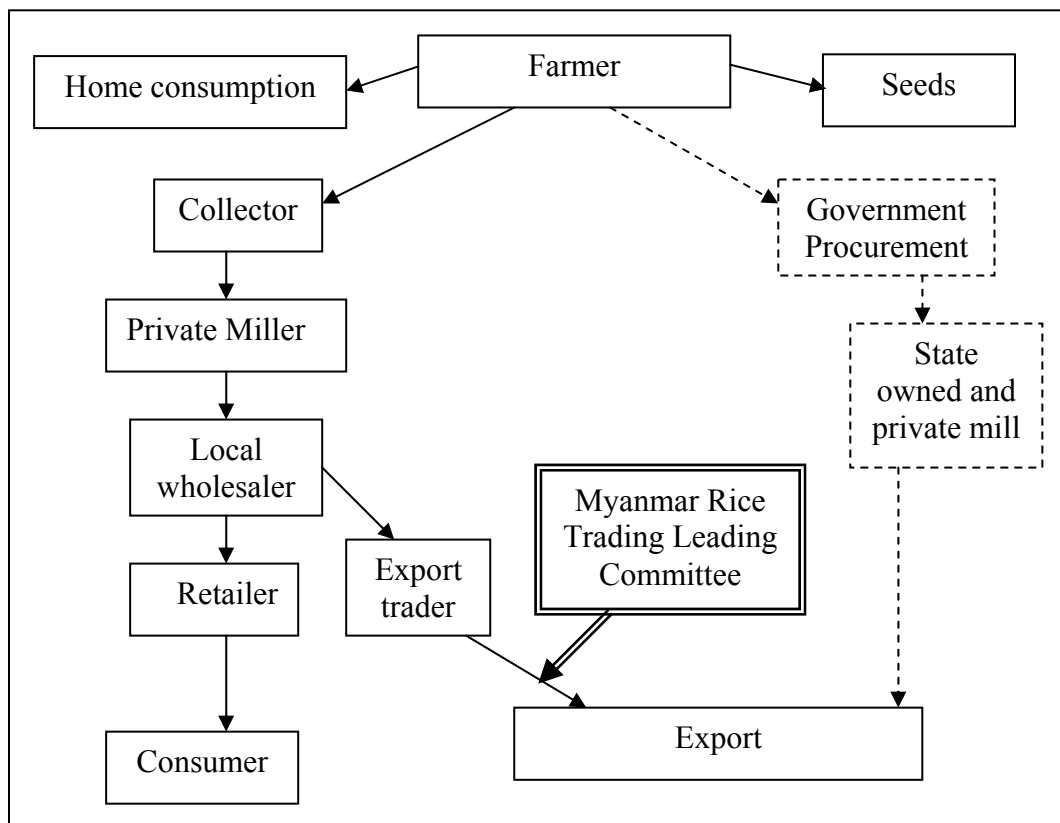 Farmer
Home consumption
Seeds
Collector
Government
Procurement
Private Miller
State
owned and
private mill
Local
wholesaler
Myanmar Rice
Trading Leading
Committee
Export
trader
Retailer
Export
Consumer